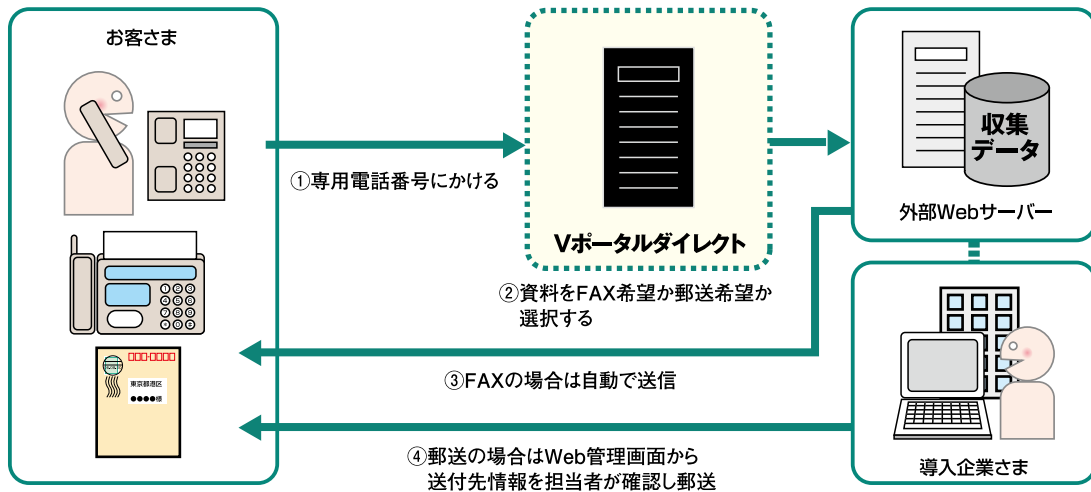 お客さま
①専用電話番号にかける
Vポータルダイレクト
収集
データ
外部Webサーバー
②資料をFAX希望か郵送希望か
選択する
③FAXの場合は自動で送信
東京都港区
●●●●様
④郵送の場合はWeb管理画面から
送付先情報を担当者が確認し郵送
導入企業さま